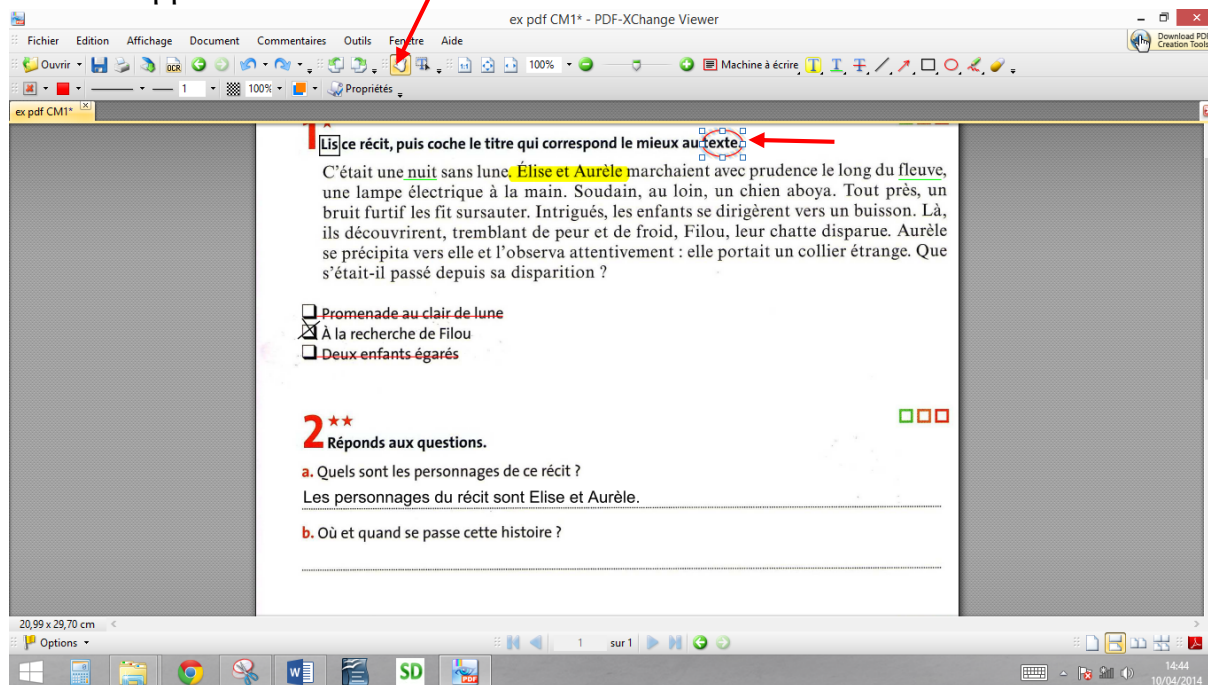 ex pdf CM1* - PDF-XChange Viewer
Fichier Edition Affichage Document Commentaires Outils Fenêtre Aide
Download PDF
Creation Tools
Ouvrir OCR 100% Machine à écrire T T T
1 100% Propriétés
ex pdf CM1*
1*
Lis ce récit, puis coche le titre qui correspond le mieux au texte.
C’était une nuit sans lune. Élise et Aurèle marchaient avec prudence le long du fleuve,
une lampe électrique à la main. Soudain, au loin, un chien aboya. Tout près, un
bruit furtif les fit sursauter. Intrigués, les enfants se dirigèrent vers un buisson. Là,
ils découvrirent, tremblant de peur et de froid, Filou, leur chatte disparue. Aurèle
se précipita vers elle et l’observa attentivement : elle portait un collier étrange. Que
s’était-il passé depuis sa disparition ?
Promenade au clair de lune
À la recherche de Filou
Deux enfants égarés
2**
Réponds aux questions.
a. Quels sont les personnages de ce récit ?
Les personnages du récit sont Elise et Aurèle.
b. Où et quand se passe cette histoire ?
20,99 x 29,70 cm
Options 1 sur 1
SD PDF 14:44
10/04/2014